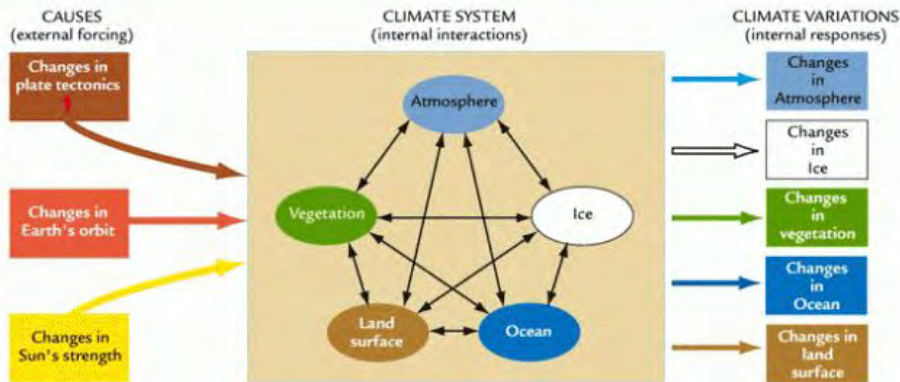 CAUSES
(external forcing)
Changes in
plate tectonics
Changes in
Earth's orbit
Changes in
Sun's strength
CLIMATE SYSTEM
(internal interactions)
Atmosphere
Vegetation
Ice
Land
surface
Ocean
CLIMATE VARIATIONS
(internal responses)
Changes
in
Atmosphere
Changes
in
Ice
Changes
in
vegetation
Changes
in
Ocean
Changes in
land
surface